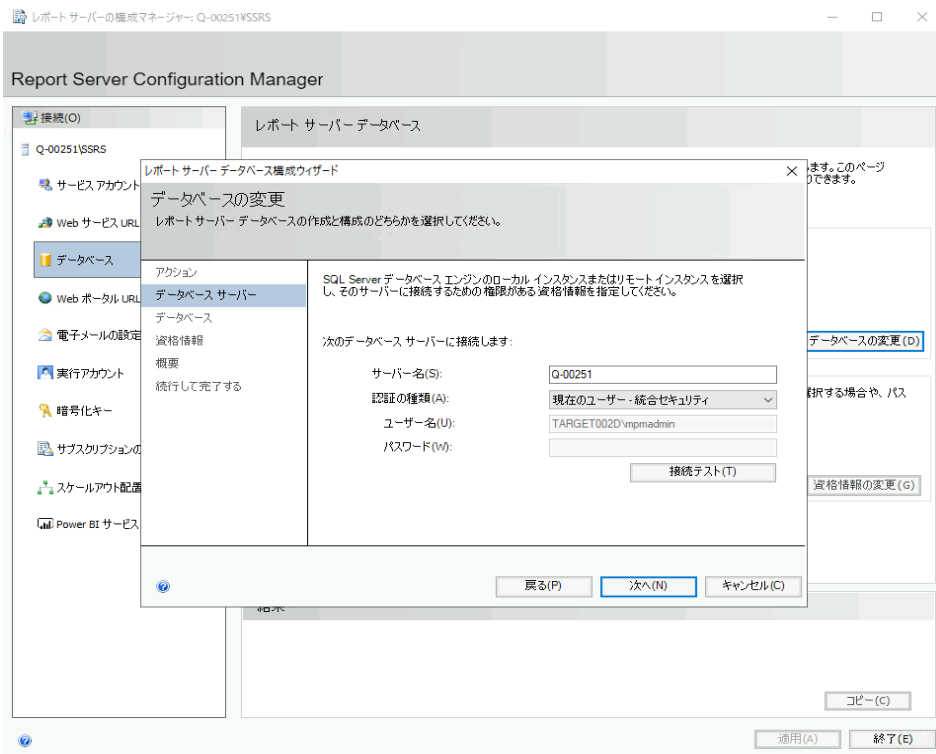 レポート サーバーの構成マネージャー: Q-00251¥SSRS
Report Server Configuration Manager
接続(O)
Q-00251\SSRS
サービス アカウント
Web サービス URL
データベース
Web ポータル URL
電子メールの設定
実行アカウント
暗号化キー
サブスクリプションの
スケールアウト配置
Power BI サービス
レポート サーバー データベース
ます。このページ
できます。
データベースの変更(D)
択する場合や、パス
資格情報の変更(G)
レポート サーバー データベース構成ウィザード
データベースの変更
レポート サーバー データベースの作成と構成のどちらかを選択してください。
アクション
データベース サーバー
データベース
資格情報
概要
続行して完了する
SQL Server データベース エンジンのローカル インスタンスまたはリモート インスタンスを選択
し、そのサーバーに接続するための権限がある資格情報を指定してください。
次のデータベース サーバーに接続します:
サーバー名(S):
Q-00251
認証の種類(A):
現在のユーザー - 統合セキュリティ
ユーザー名(U):
TARGET002D\mpmadmin
パスワード(W):
接続テスト(T)
戻る(P)
次へ(N)
キャンセル(C)
結果
コピー(C)
適用(A)
終了(E)